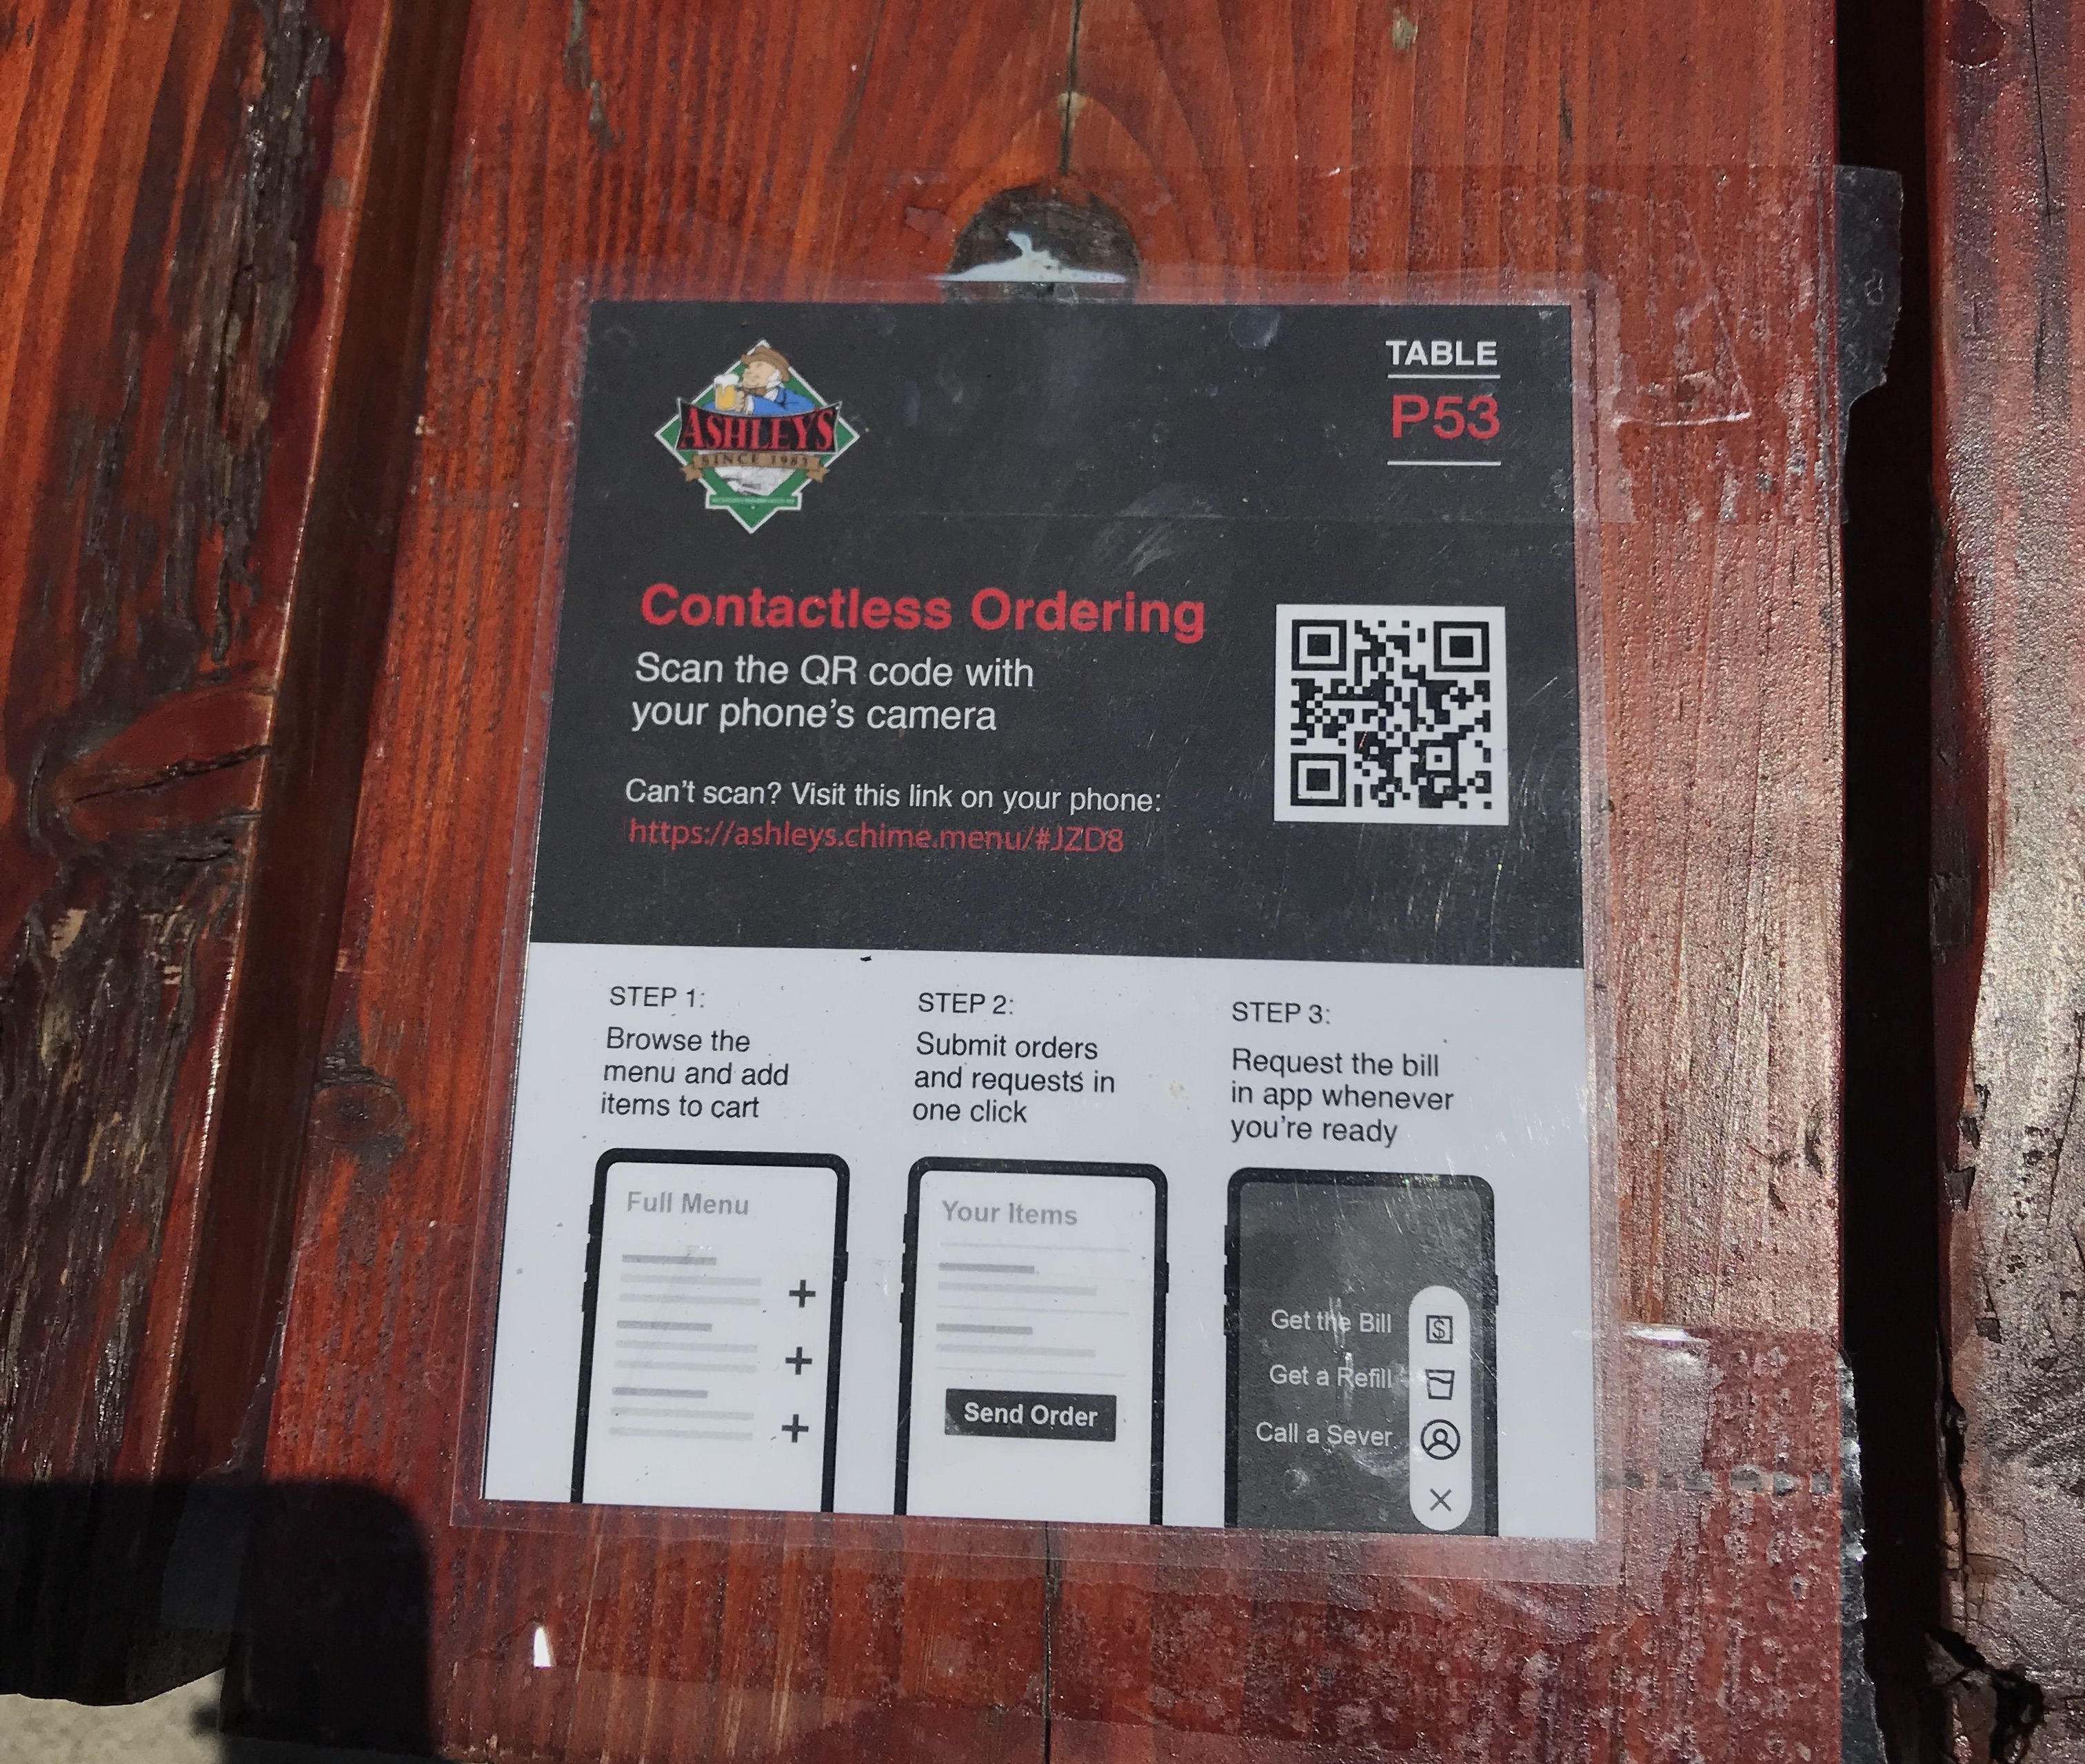 ASHLEYS
SINCE 1983
TABLE
P53
Contactless Ordering
Scan the QR code with
your phone's camera
Can't scan? Visit this link on your phone:
https://ashleys.chime.menu/#JZD8
STEP 1:
Browse the
menu and add
items to cart
Full Menu
STEP 2:
Submit orders
and requests in
one click
Your Items
Send Order
STEP 3:
Request the bill
in app whenever
you're ready
Get the Bill
$
Get a Refill
Call a Sever